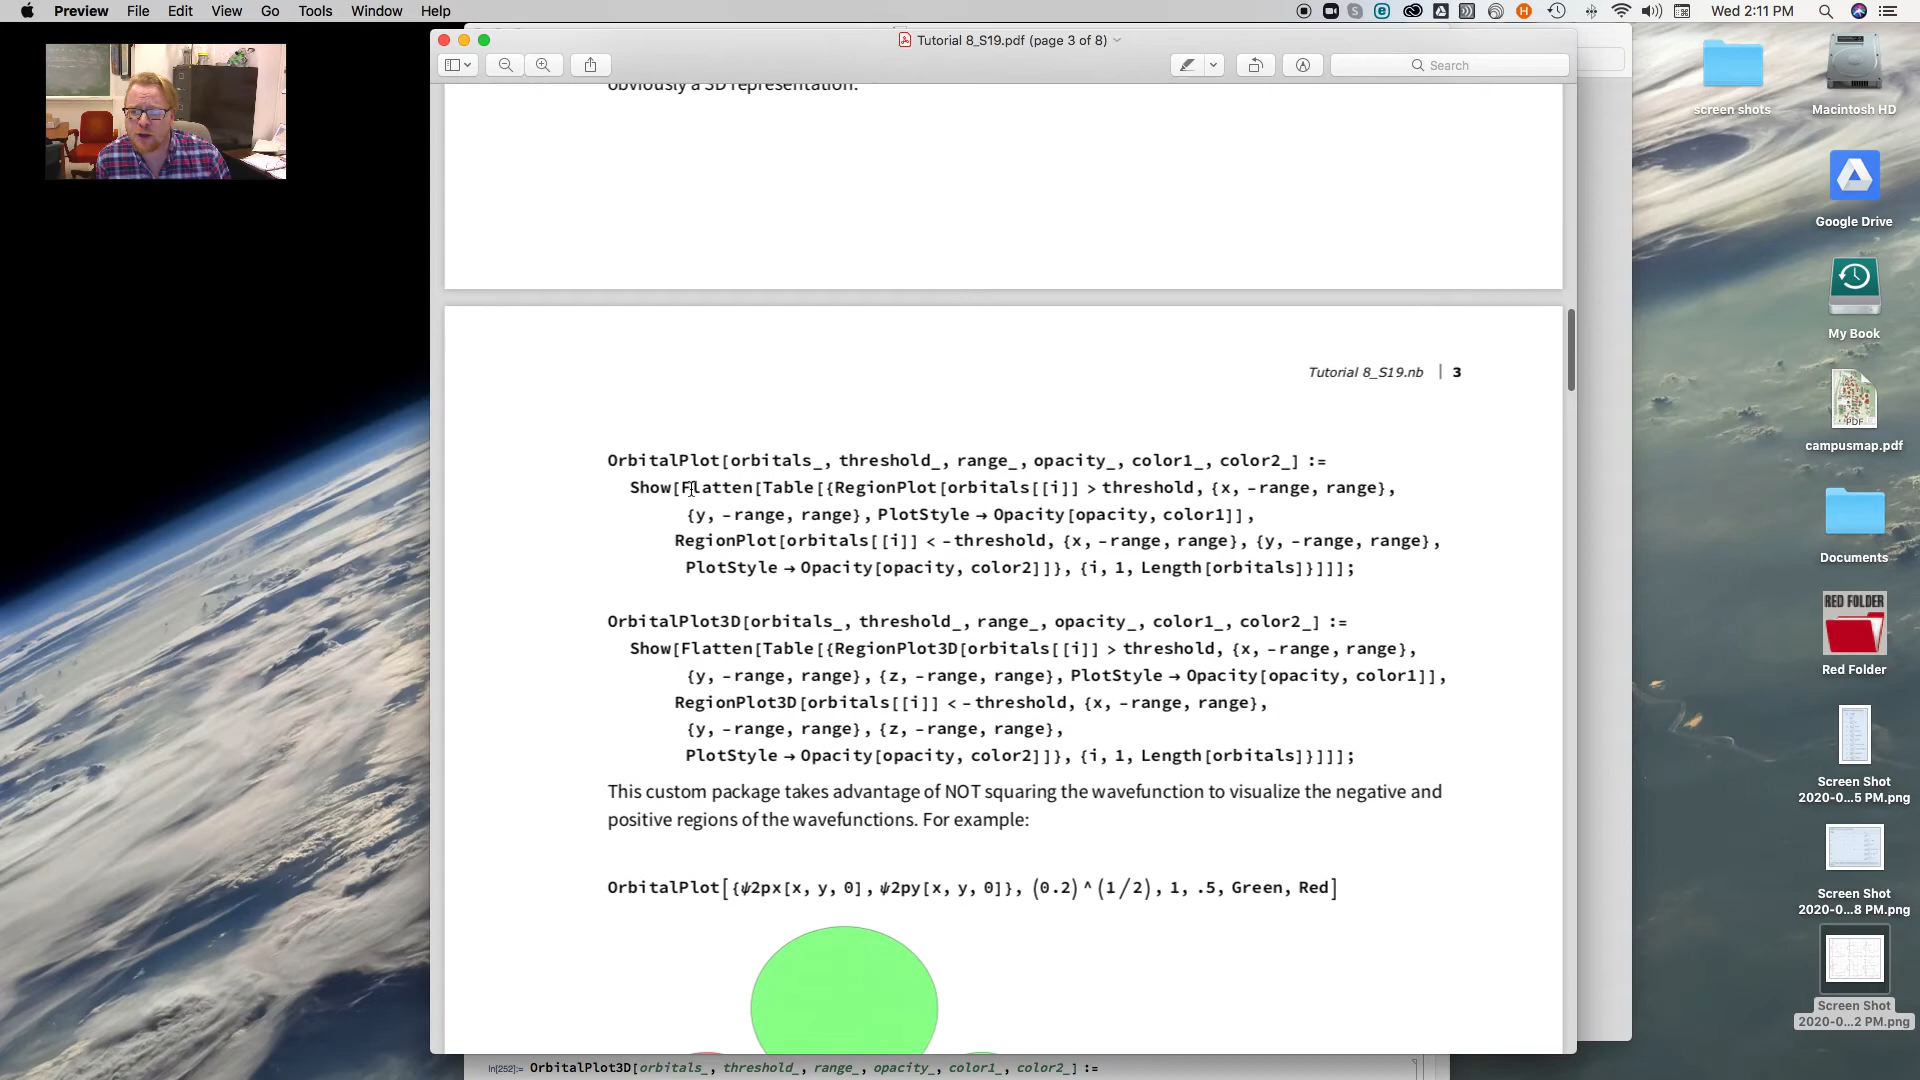 Preview File Edit View Go Tools Window Help
Wed 2:11 PM
Tutorial 8_S19.pdf (page 3 of 8)
Search
obviously a 3D representation.
Tutorial 8_S19.nb | 3
OrbitalPlot[orbitals_, threshold_, range_, opacity_, color1_, color2_] :=
Show[Flatten[Table[{RegionPlot[orbitals[[i]] > threshold, {x, -range, range},
{y, -range, range}, PlotStyle → Opacity[opacity, color1]],
RegionPlot[orbitals[[i]] < -threshold, {x, -range, range}, {y, -range, range},
PlotStyle → Opacity[opacity, color2]]}, {i, 1, Length[orbitals]}]]];
OrbitalPlot3D[orbitals_, threshold_, range_, opacity_, color1_, color2_] :=
Show[Flatten[Table[{RegionPlot3D[orbitals[[i]] > threshold, {x, -range, range},
{y, -range, range}, {z, -range, range}, PlotStyle → Opacity[opacity, color1]],
RegionPlot3D[orbitals[[i]] < -threshold, {x, -range, range},
{y, -range, range}, {z, -range, range},
PlotStyle → Opacity[opacity, color2]]}, {i, 1, Length[orbitals]}]]];
This custom package takes advantage of NOT squaring the wavefunction to visualize the negative and
positive regions of the wavefunctions. For example:
OrbitalPlot[{ψ2px[x, y, 0], ψ2py[x, y, 0]}, (0.2)^(1/2), 1, .5, Green, Red]
In[252]:= OrbitalPlot3D[orbitals_, threshold_, range_, opacity_, color1_, color2_] :=
screen shots
Macintosh HD
Google Drive
My Book
PDF
campusmap.pdf
Documents
RED FOLDER
Red Folder
Screen Shot
2020-0...5 PM.png
Screen Shot
2020-0...8 PM.png
Screen Shot
2020-0...2 PM.png